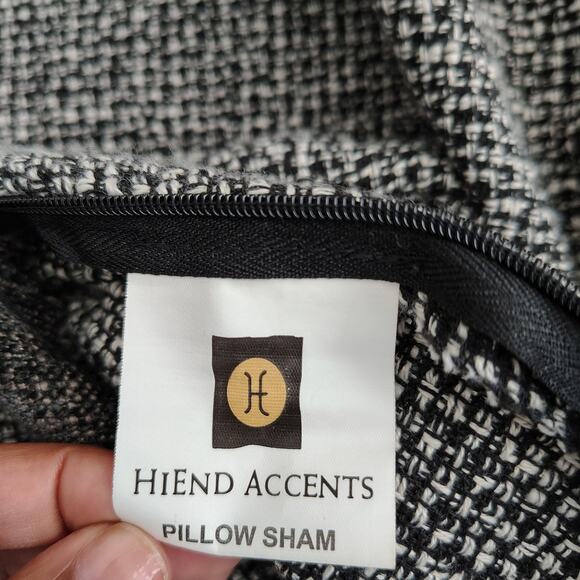 H
HIEND ACCENTS
PILLOW SHAM